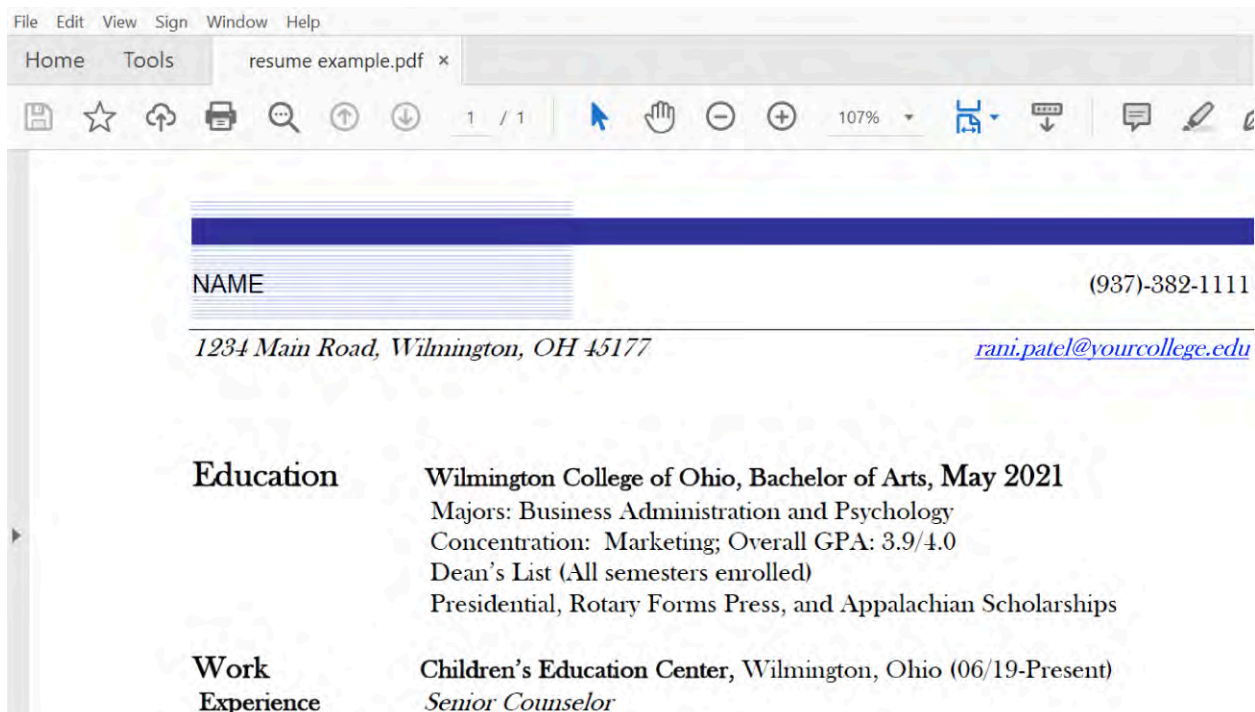 File Edit View Sign Window Help
Home Tools resume example.pdf ×
1 / 1 107%
NAME (937)-382-1111
1234 Main Road, Wilmington, OH 45177 rani.patel@yourcollege.edu
Education Wilmington College of Ohio, Bachelor of Arts, May 2021
Majors: Business Administration and Psychology
Concentration: Marketing; Overall GPA: 3.9/4.0
Dean's List (All semesters enrolled)
Presidential, Rotary Forms Press, and Appalachian Scholarships
Work Children's Education Center, Wilmington, Ohio (06/19-Present)
Experience Senior Counselor